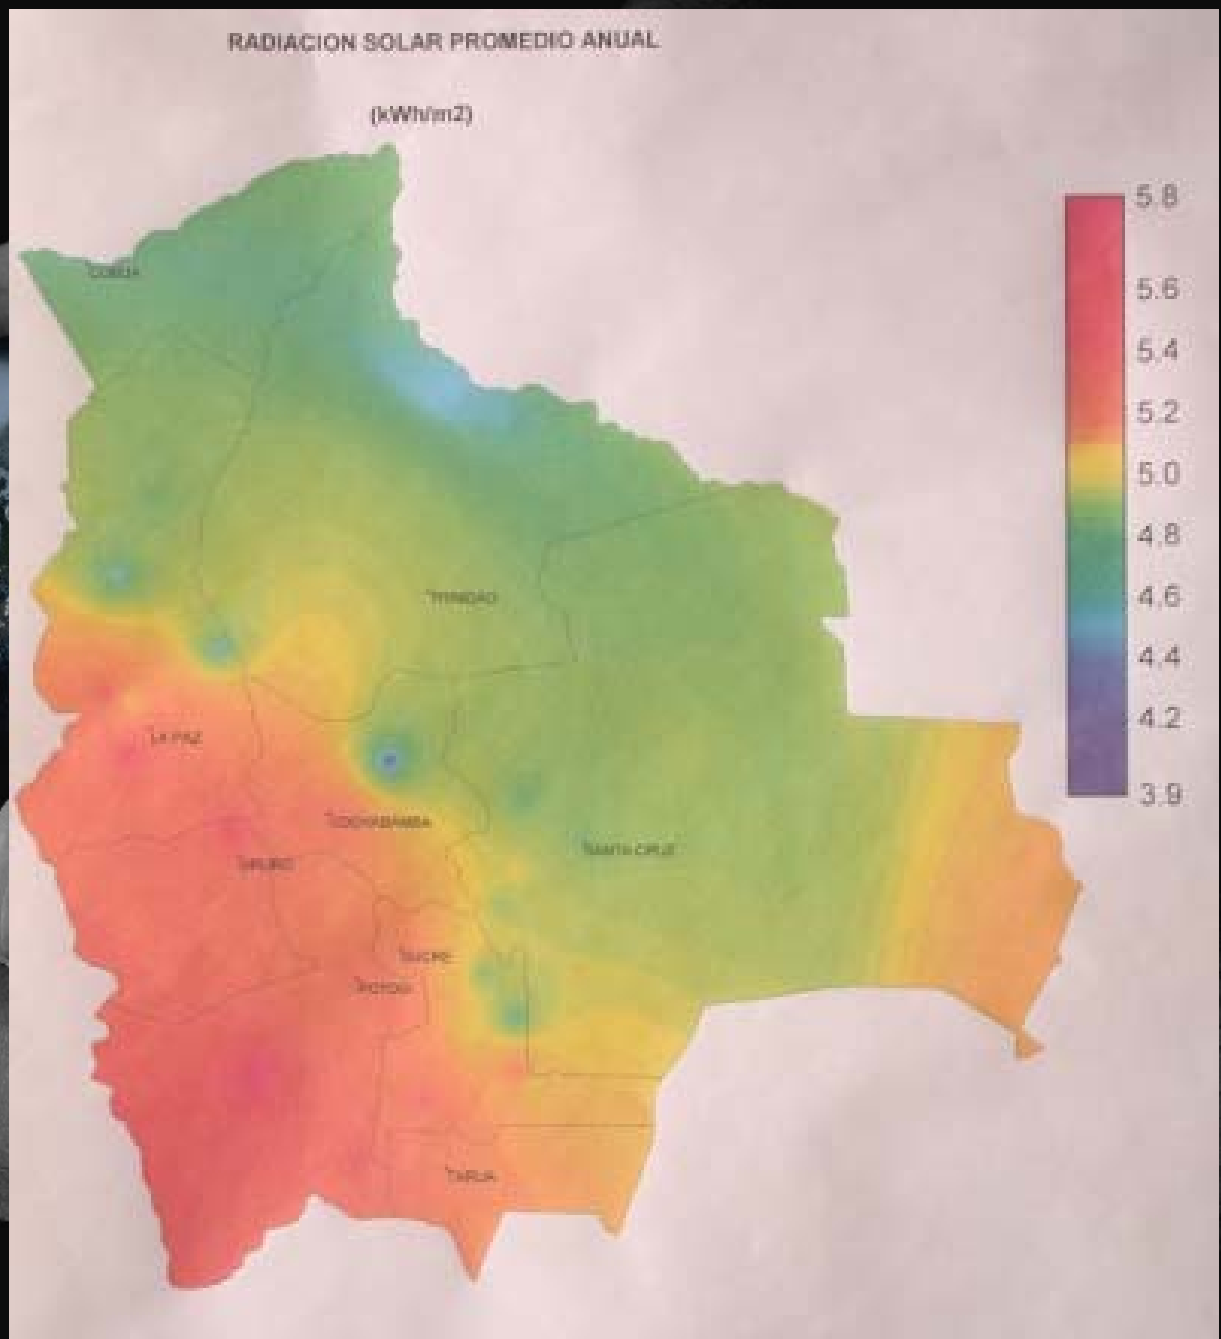 RADIACION SOLAR PROMEDIO ANUAL
(kWh/m2)
5.8
5.6
5.4
5.2
5.0
4.8
4.6
4.4
4.2
3.9
COBIJA
TRINIDAD
LA PAZ
COCHABAMBA
SANTA CRUZ
ORURO
SUCRE
POTOSI
TARIJA